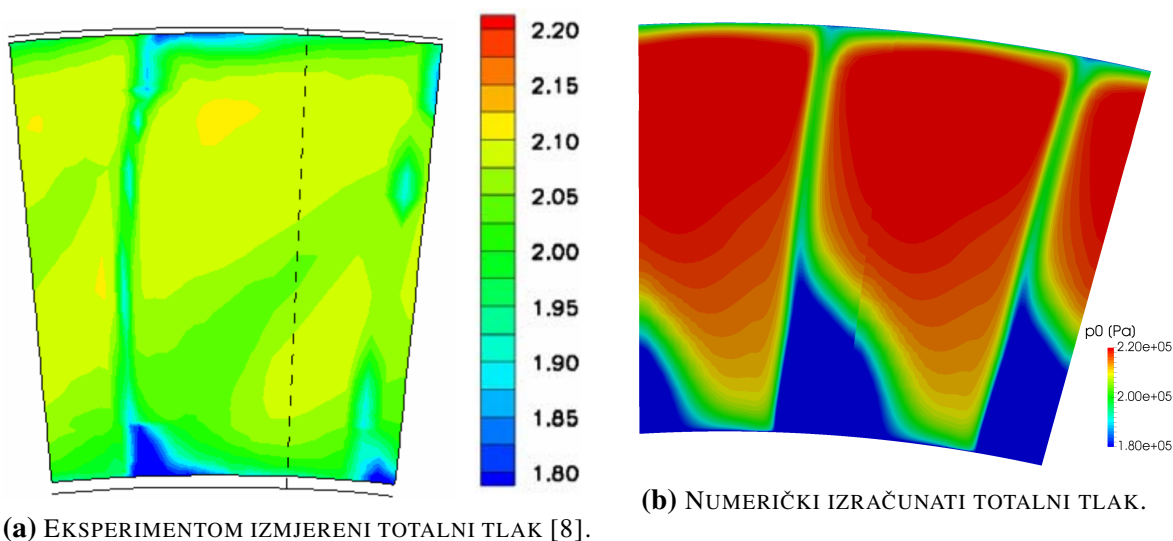 2.20
2.15
2.10
2.05
2.00
1.95
1.90
1.85
1.80
(a) EKSPERIMENTOM IZMJERENI TOTALNI TLAK [8].
p0 (Pa)
2.20e+05
2.00e+05
1.80e+05
(b) NUMERIČKI IZRAČUNATI TOTALNI TLAK.